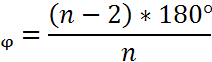 φ = (n − 2) * 180° / n